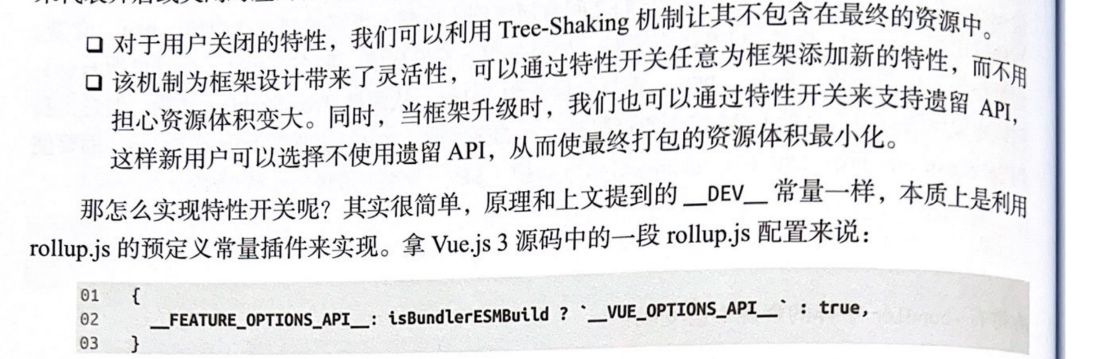 ❏ 对于用户关闭的特性，我们可以利用 Tree-Shaking 机制让其不包含在最终的资源中。
❏ 该机制为框架设计带来了灵活性，可以通过特性开关任意为框架添加新的特性，而不用
担心资源体积变大。同时，当框架升级时，我们也可以通过特性开关来支持遗留 API，
这样新用户可以选择不使用遗留 API，从而使最终打包的资源体积最小化。
那怎么实现特性开关呢？其实很简单，原理和上文提到的 __DEV__ 常量一样，本质上是利用
rollup.js 的预定义常量插件来实现。拿 Vue.js 3 源码中的一段 rollup.js 配置来说：
01 {
02 __FEATURE_OPTIONS_API__: isBundlerESMBuild ? `__VUE_OPTIONS_API__` : true,
03 }